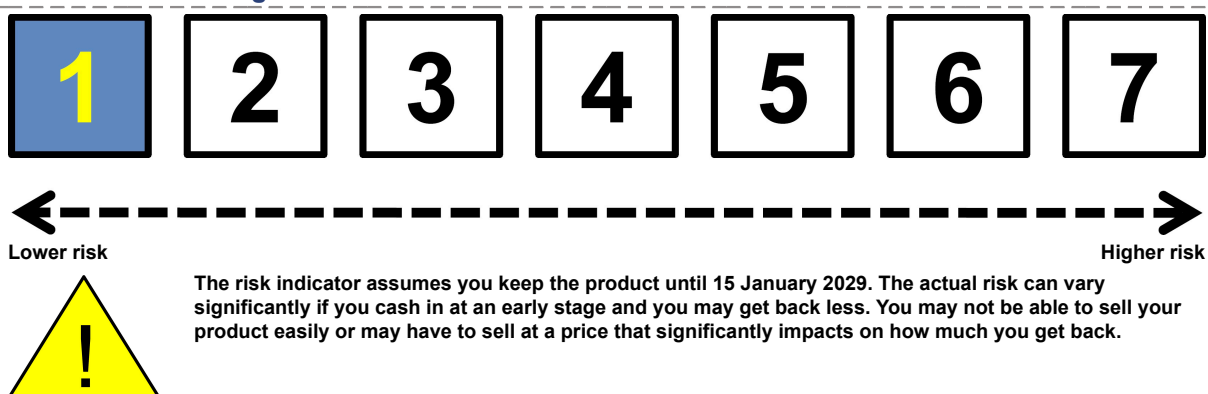 1 2 3 4 5 6 7
Lower risk Higher risk
The risk indicator assumes you keep the product until 15 January 2029. The actual risk can vary
significantly if you cash in at an early stage and you may get back less. You may not be able to sell your
product easily or may have to sell at a price that significantly impacts on how much you get back.
!